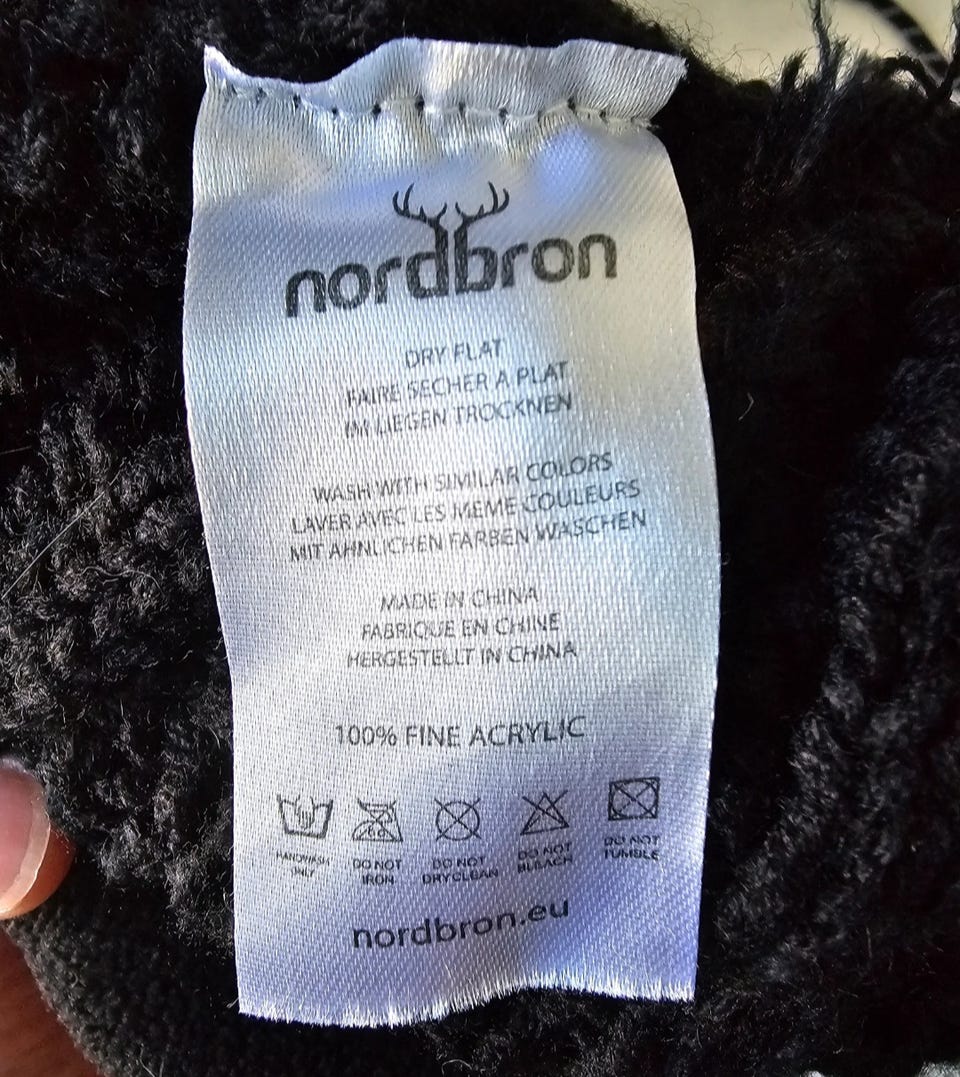 nordbron
DRY FLAT
FAIRE SECHER A PLAT
IM LIEGEN TROCKNEN
WASH WITH SIMILAR COLORS
LAVER AVEC LES MEME COULEURS
MIT AHNLICHEN FARBEN WASCHEN
MADE IN CHINA
FABRIQUE EN CHINE
HERGESTELLT IN CHINA
100% FINE ACRYLIC
HANDWASH ONLY
DO NOT IRON
DO NOT DRYCLEAN
DO NOT BLEACH
DO NOT TUMBLE
nordbron.eu